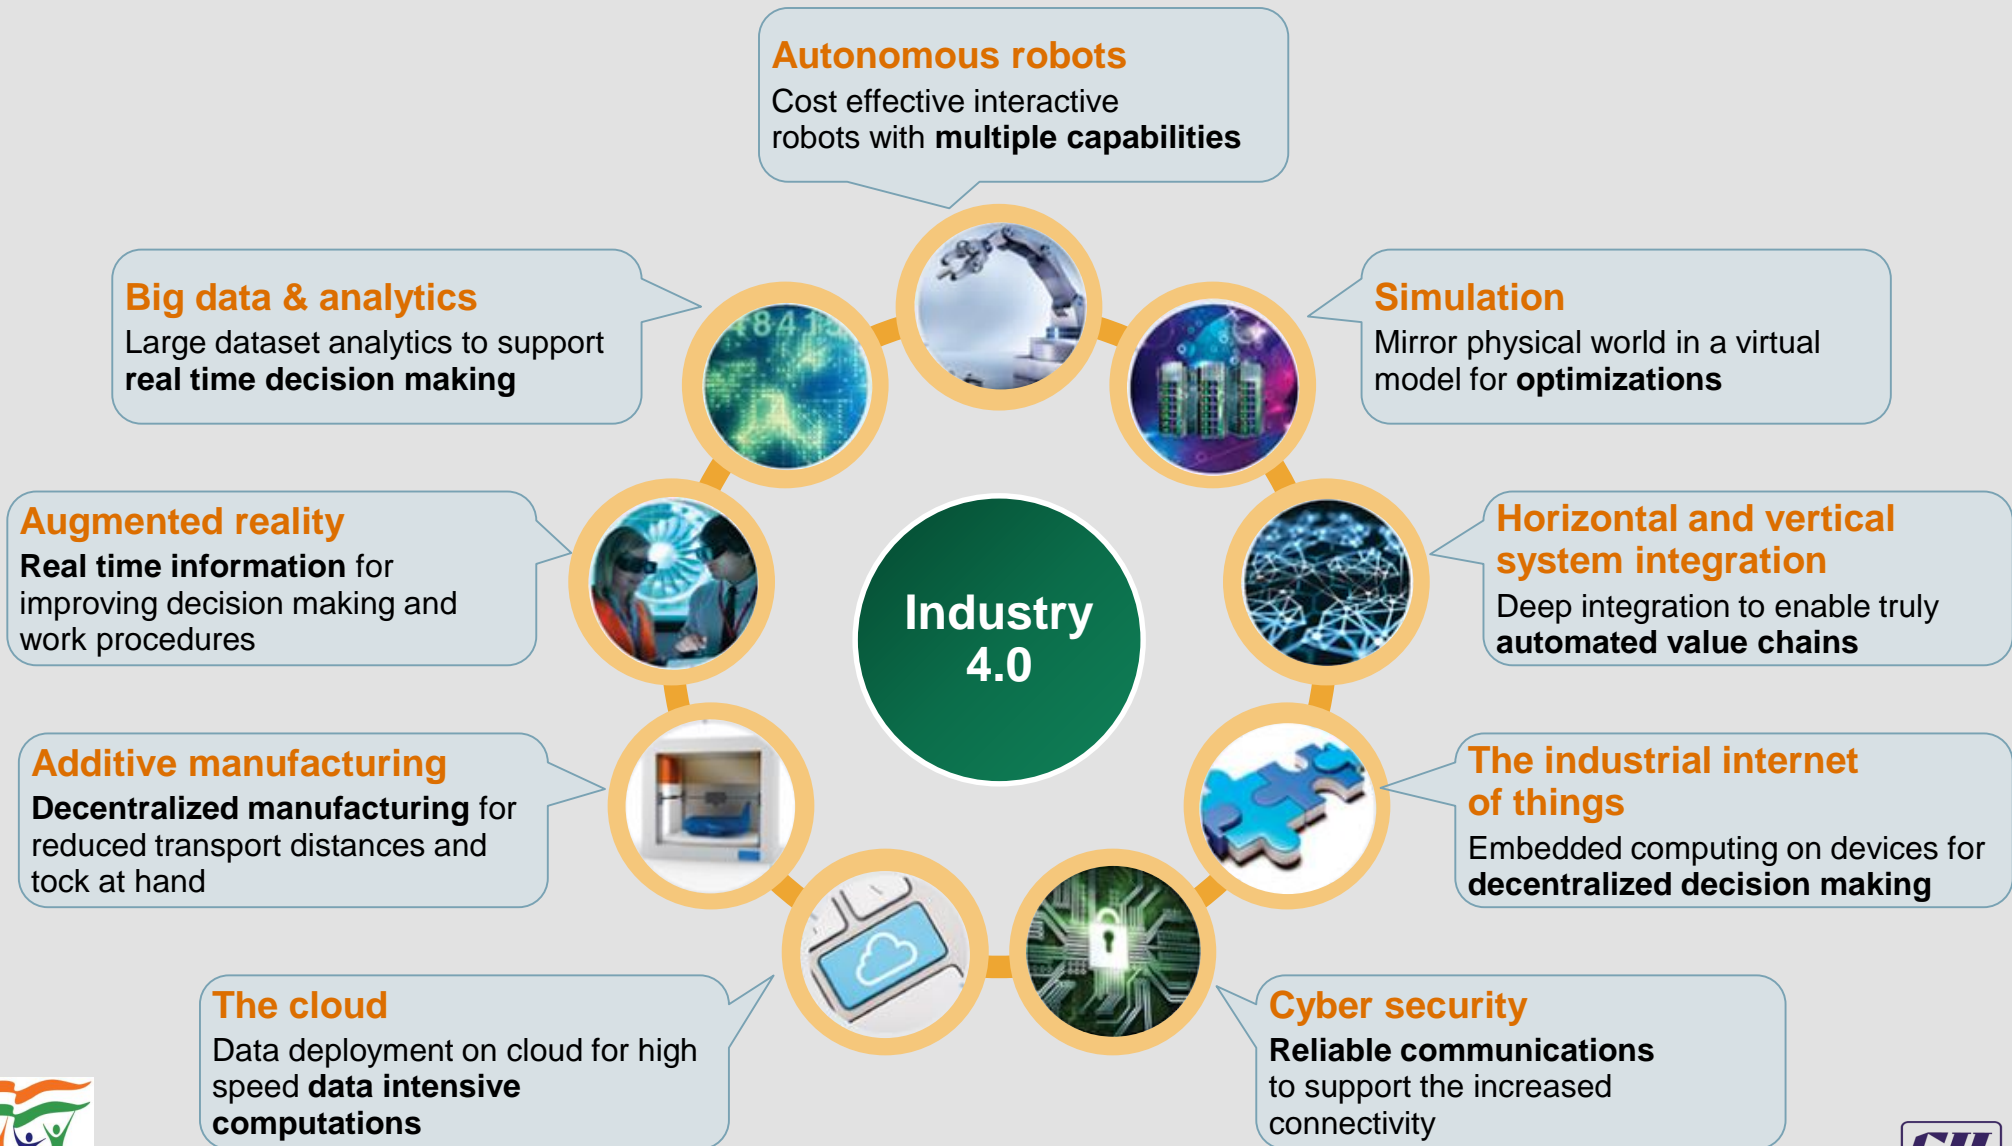 Autonomous robots
Cost effective interactive
robots with multiple capabilities
Big data & analytics
Large dataset analytics to support
real time decision making
Simulation
Mirror physical world in a virtual
model for optimizations
Augmented reality
Real time information for
improving decision making and
work procedures
Horizontal and vertical
system integration
Deep integration to enable truly
automated value chains
Industry
4.0
Additive manufacturing
Decentralized manufacturing for
reduced transport distances and
tock at hand
The industrial internet
of things
Embedded computing on devices for
decentralized decision making
The cloud
Data deployment on cloud for high
speed data intensive
computations
Cyber security
Reliable communications
to support the increased
connectivity